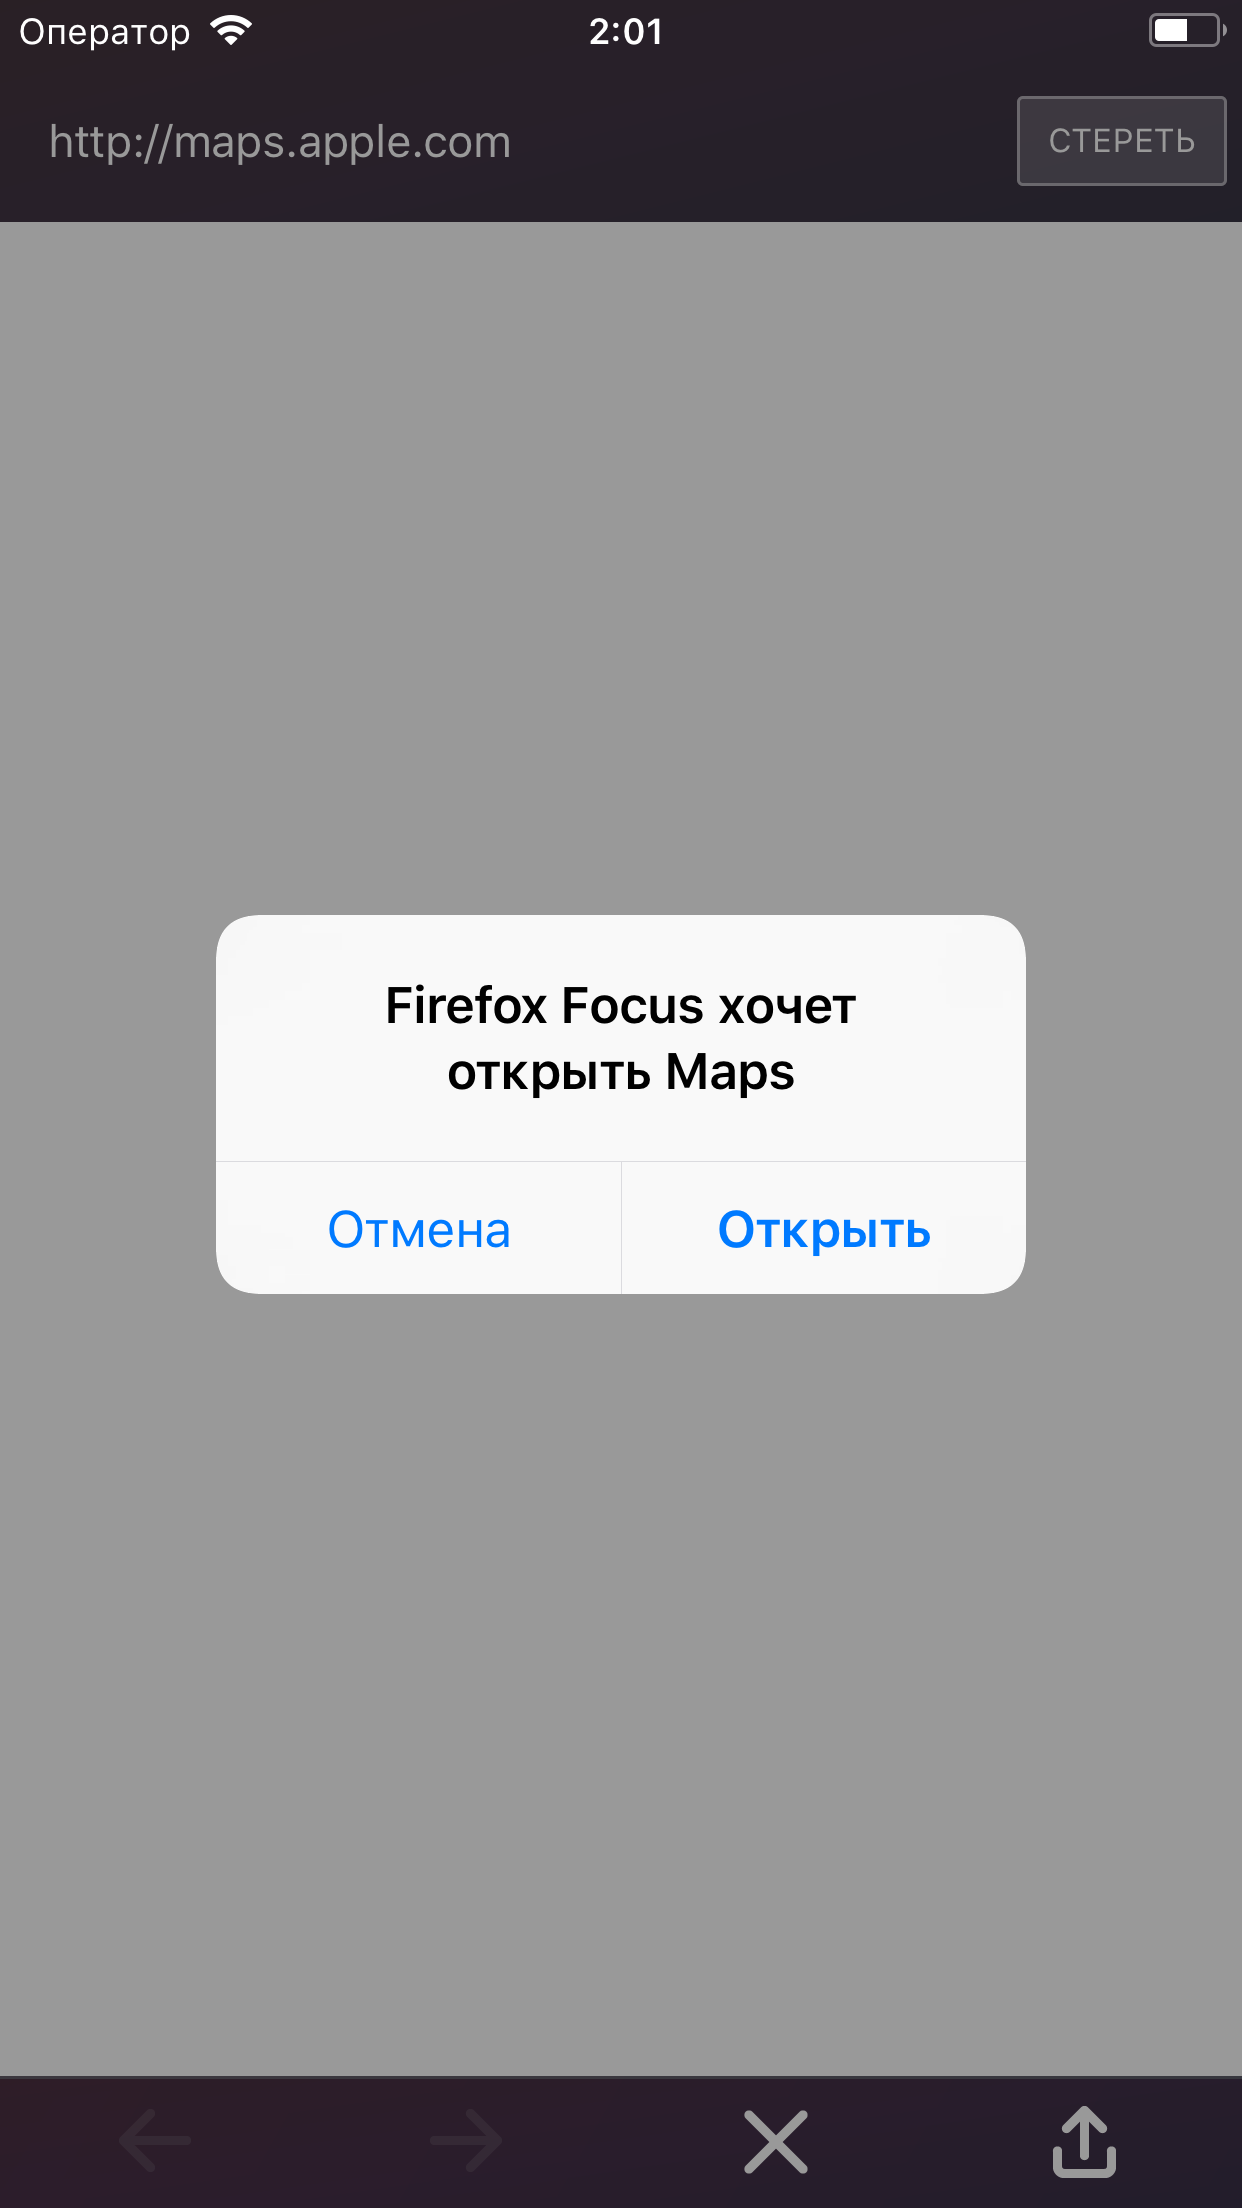 Оператор 2:01
http://maps.apple.com СТЕРЕТЬ
Firefox Focus хочет
открыть Maps
Отмена Открыть